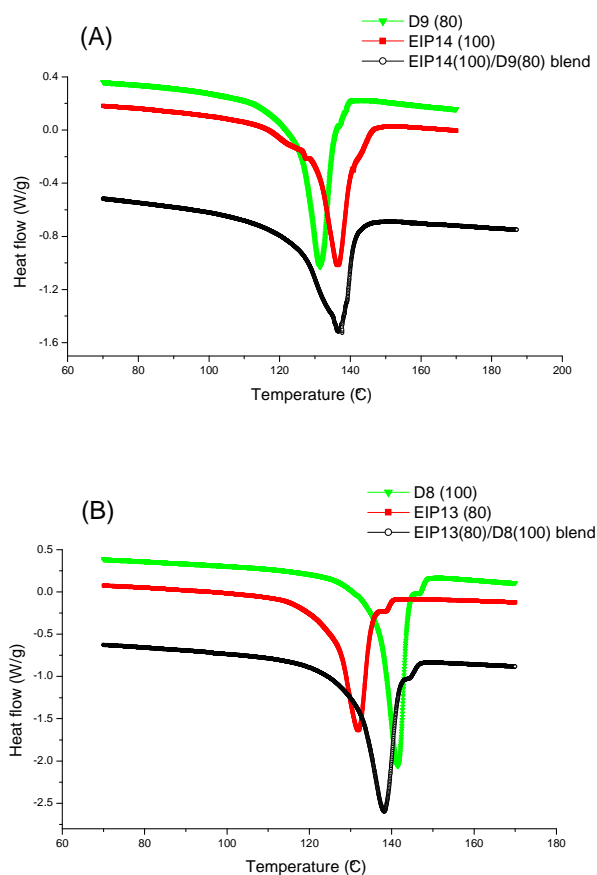 (A)
D9 (80)
EIP14 (100)
EIP14(100)/D9(80) blend
0.4
0.0
-0.4
-0.8
-1.2
-1.6
Heat flow (W/g)
60 80 100 120 140 160 180 200
Temperature (°C)
(B)
D8 (100)
EIP13 (80)
EIP13(80)/D8(100) blend
0.5
0.0
-0.5
-1.0
-1.5
-2.0
-2.5
Heat flow (W/g)
60 80 100 120 140 160 180
Temperature (°C)